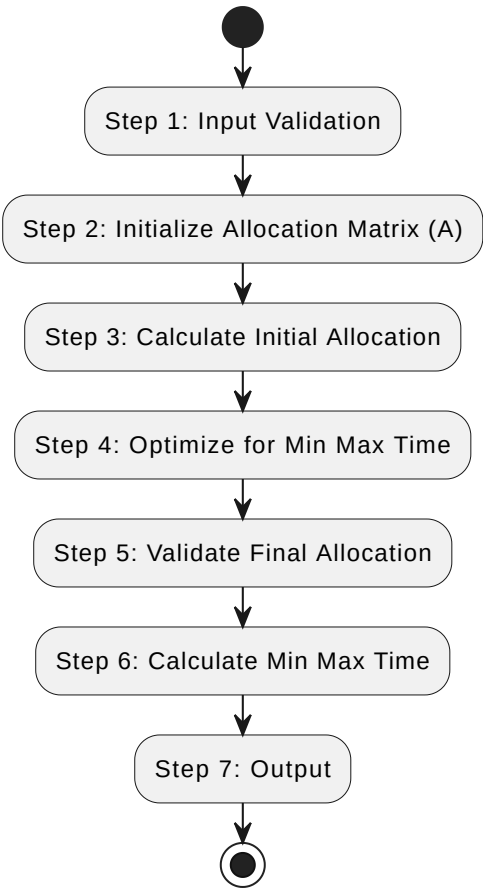 Step 1: Input Validation
Step 2: Initialize Allocation Matrix (A)
Step 3: Calculate Initial Allocation
Step 4: Optimize for Min Max Time
Step 5: Validate Final Allocation
Step 6: Calculate Min Max Time
Step 7: Output